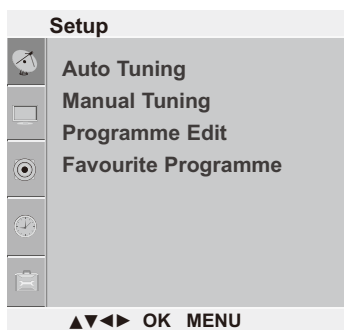 Setup
Auto Tuning
Manual Tuning
Programme Edit
Favourite Programme
▲▼◄► OK MENU